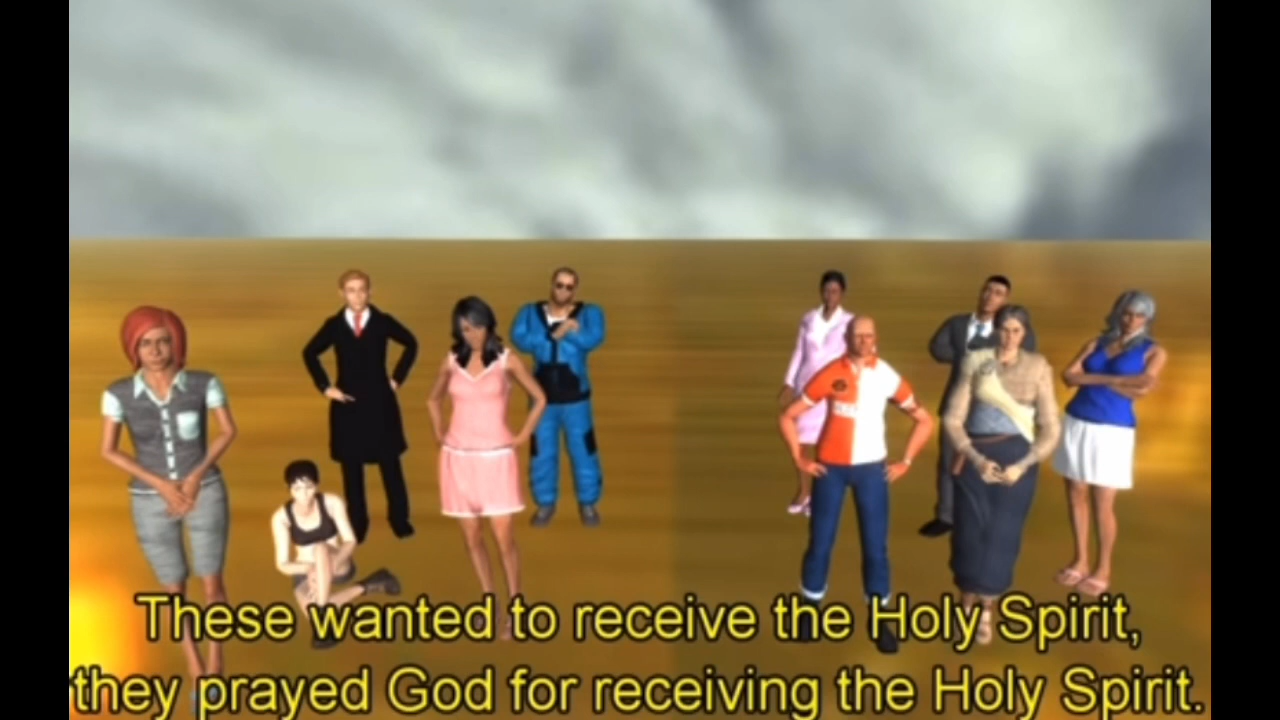 These wanted to receive the Holy Spirit,
they prayed God for receiving the Holy Spirit.